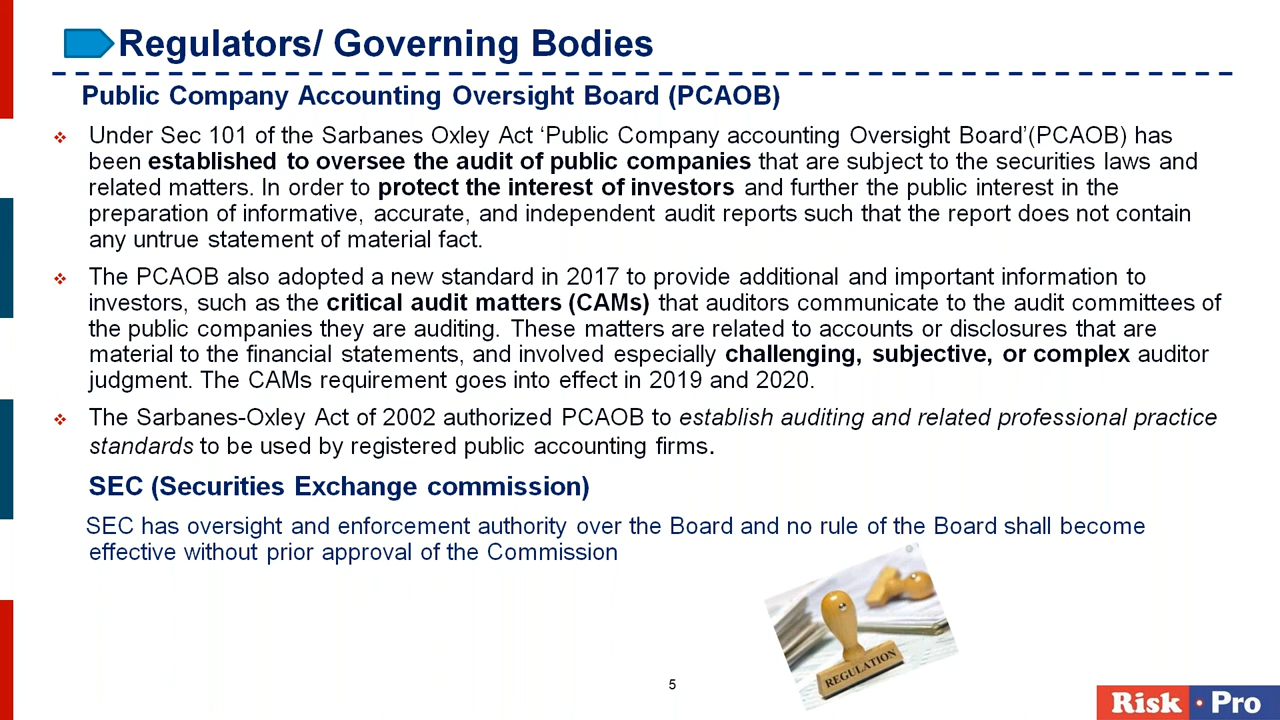 Regulators/ Governing Bodies
Public Company Accounting Oversight Board (PCAOB)
Under Sec 101 of the Sarbanes Oxley Act ‘Public Company accounting Oversight Board’(PCAOB) has
been established to oversee the audit of public companies that are subject to the securities laws and
related matters. In order to protect the interest of investors and further the public interest in the
preparation of informative, accurate, and independent audit reports such that the report does not contain
any untrue statement of material fact.
The PCAOB also adopted a new standard in 2017 to provide additional and important information to
investors, such as the critical audit matters (CAMs) that auditors communicate to the audit committees of
the public companies they are auditing. These matters are related to accounts or disclosures that are
material to the financial statements, and involved especially challenging, subjective, or complex auditor
judgment. The CAMs requirement goes into effect in 2019 and 2020.
The Sarbanes-Oxley Act of 2002 authorized PCAOB to establish auditing and related professional practice
standards to be used by registered public accounting firms.
SEC (Securities Exchange commission)
SEC has oversight and enforcement authority over the Board and no rule of the Board shall become
effective without prior approval of the Commission
REGULATION
5
Risk • Pro